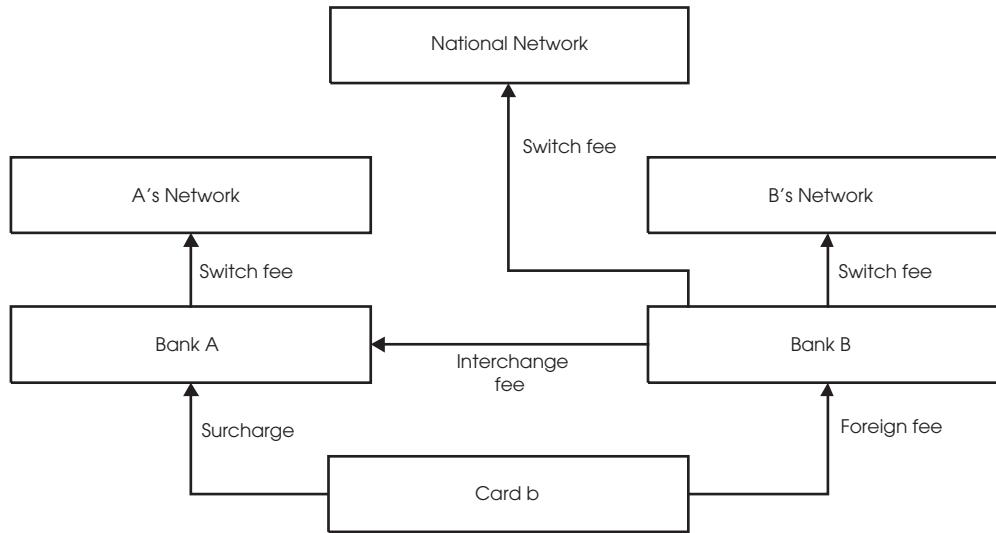 National Network
Switch fee
A's Network
B's Network
Switch fee
Switch fee
Bank A
Bank B
Interchange
fee
Surcharge
Foreign fee
Card b